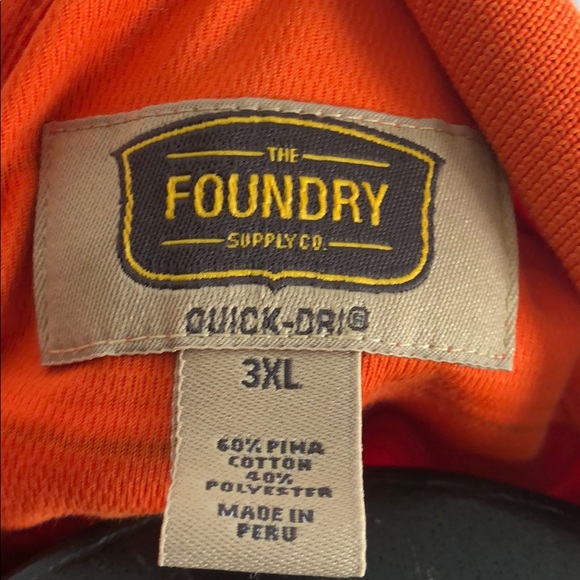 THE
FOUNDRY
SUPPLY CO.
QUICK-DRI®
3XL
60% PIMA
COTTON
40%
POLYESTER
MADE IN
PERU